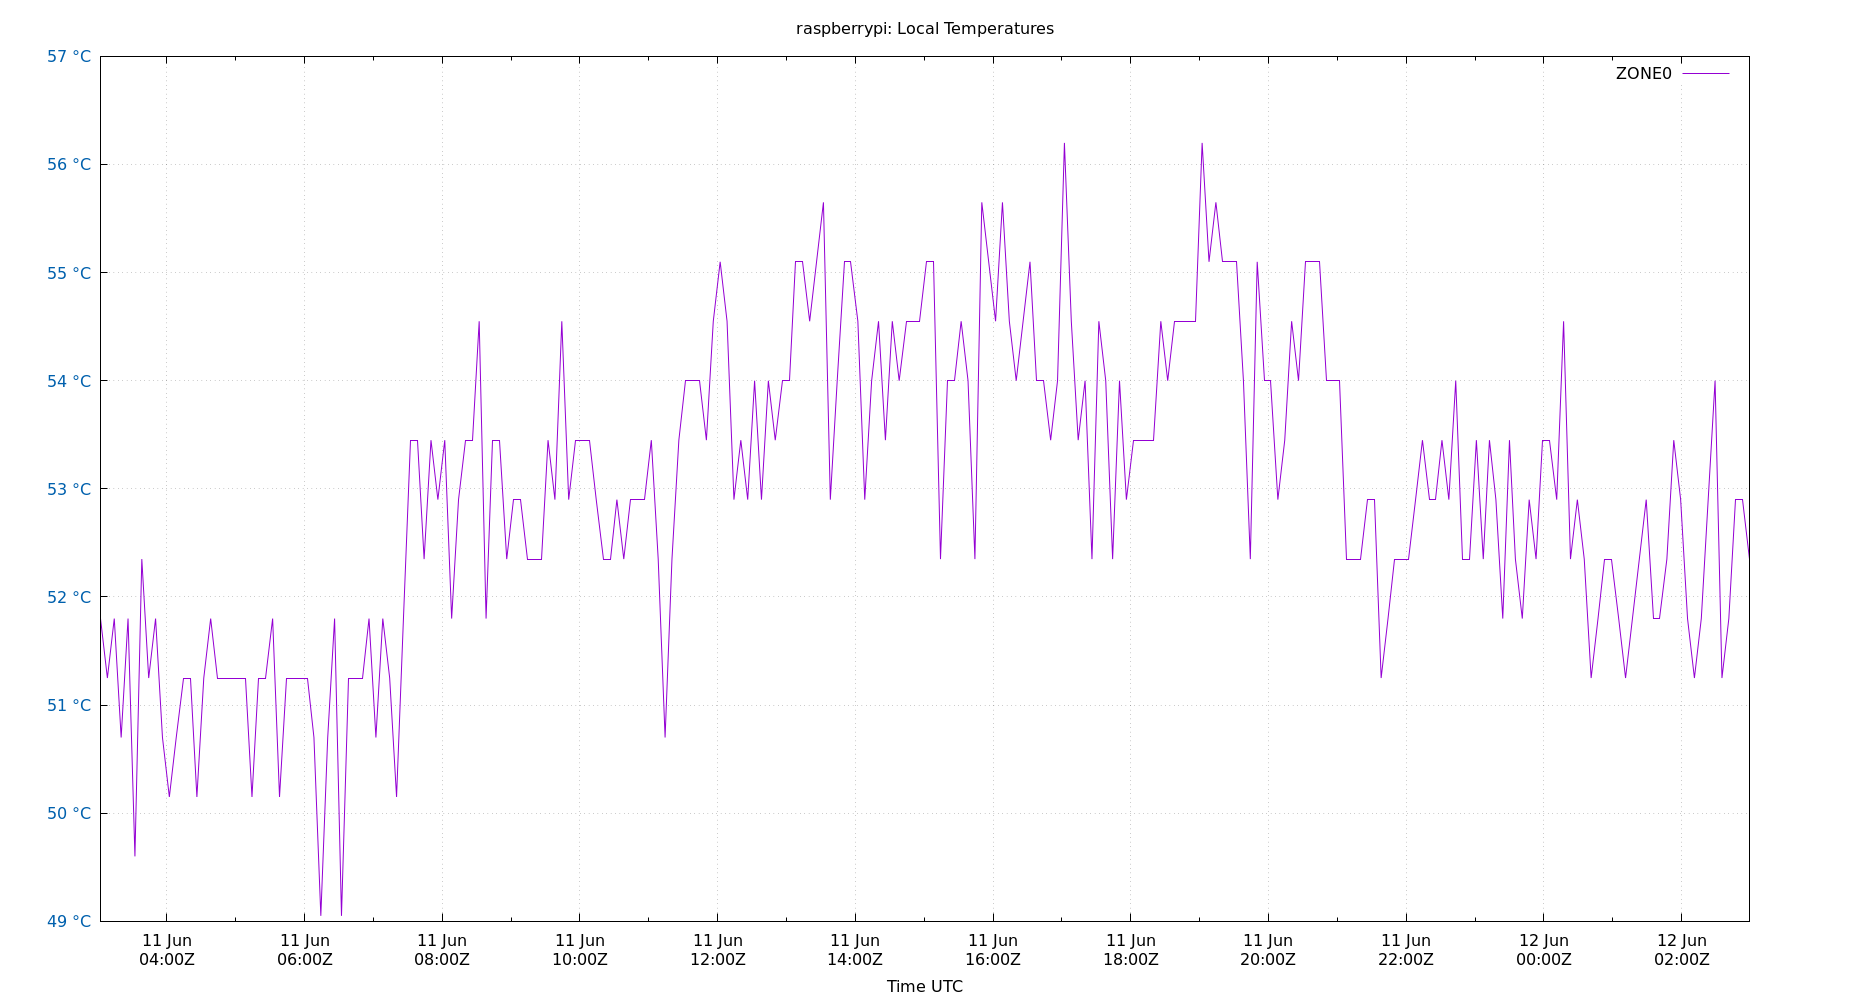 raspberrypi: Local Temperatures
57 °C
ZONE0
56 °C
55 °C
54 °C
53 °C
52 °C
51 °C
50 °C
49 °C
11 Jun 11 Jun 11 Jun 11 Jun 11 Jun 11 Jun 11 Jun 11 Jun 11 Jun 11 Jun 12 Jun 12 Jun
04:00Z 06:00Z 08:00Z 10:00Z 12:00Z 14:00Z 16:00Z 18:00Z 20:00Z 22:00Z 00:00Z 02:00Z
Time UTC